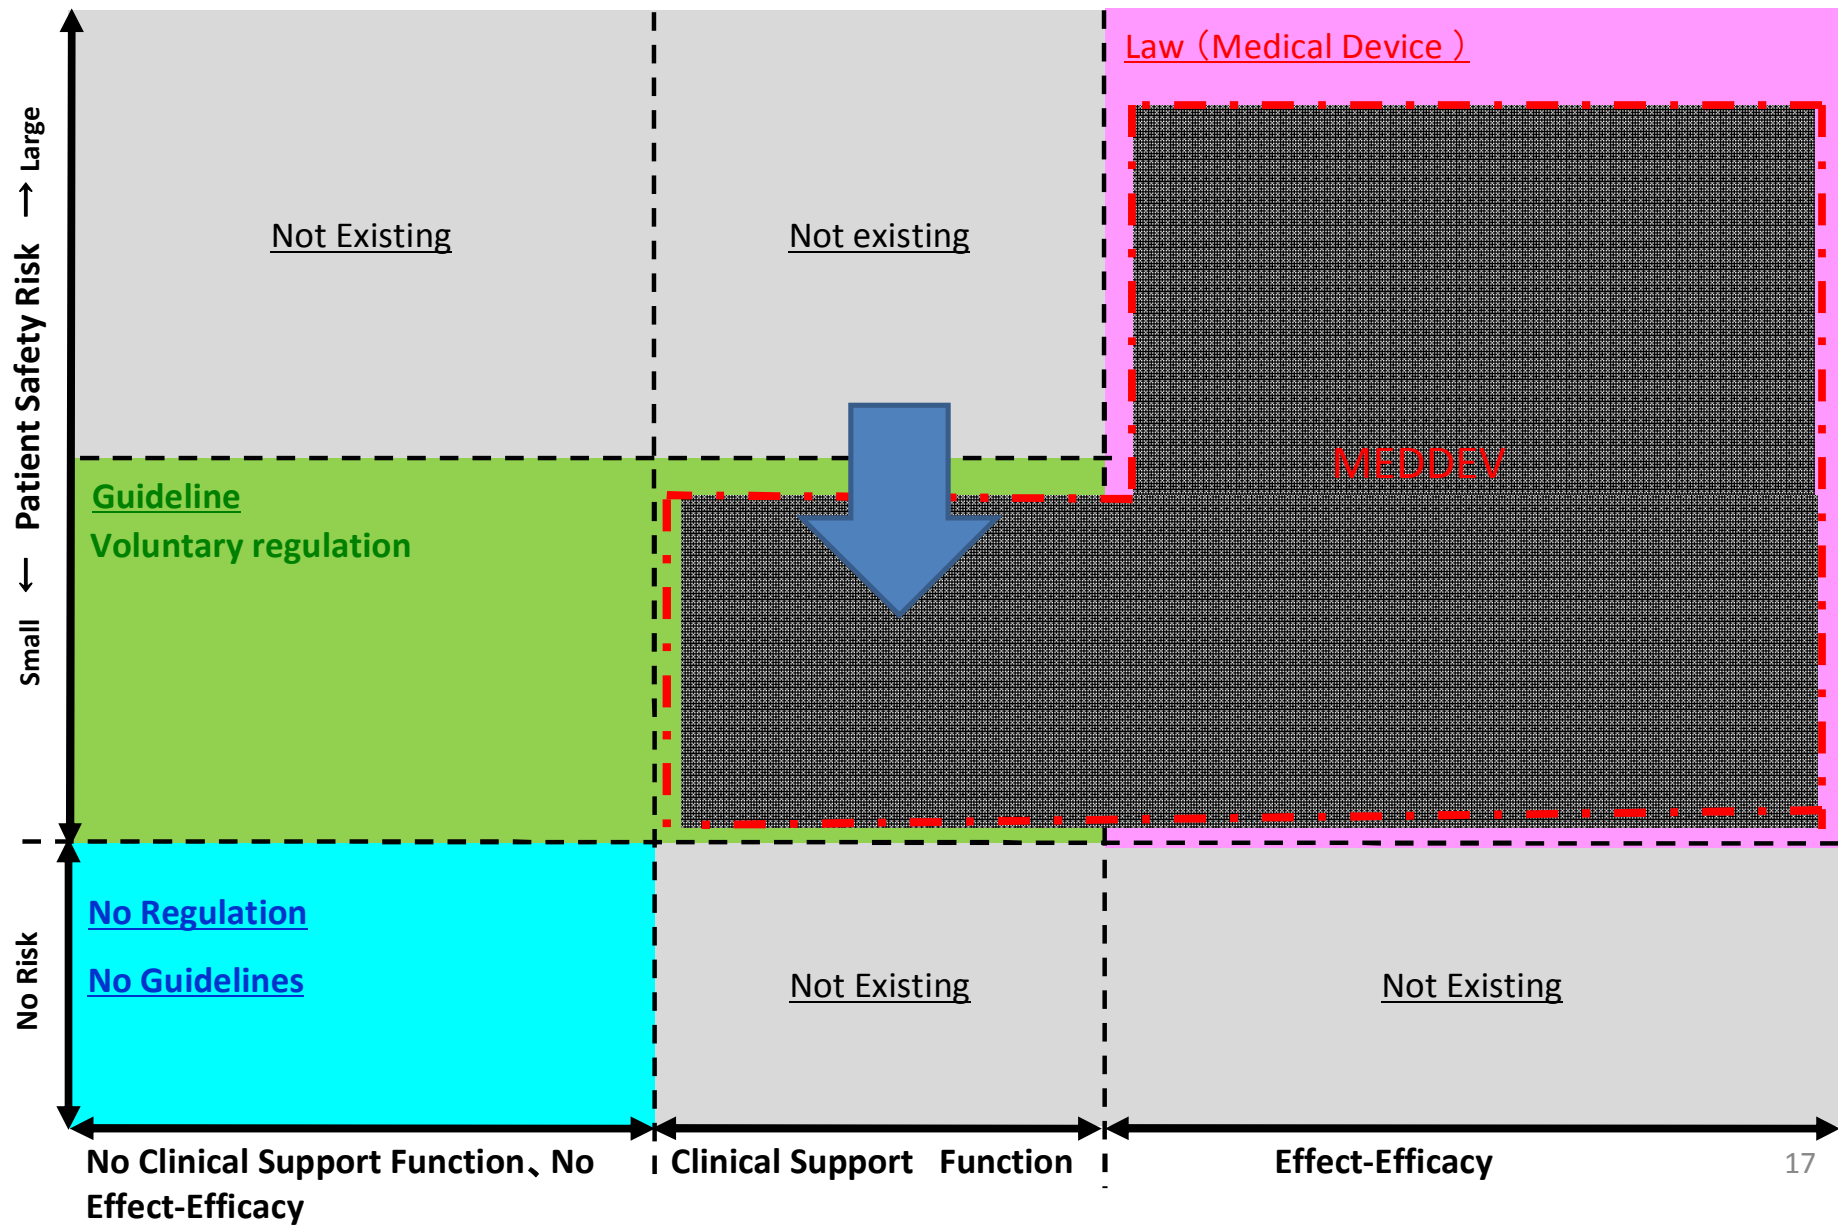 Law（Medical Device ）
Not Existing
Not existing
MEDDEV
Guideline
Voluntary regulation
No Regulation
No Guidelines
Not Existing
Not Existing
Small ← Patient Safety Risk → Large
No Risk
No Clinical Support Function、No
Effect-Efficacy
Clinical Support Function
Effect-Efficacy
17